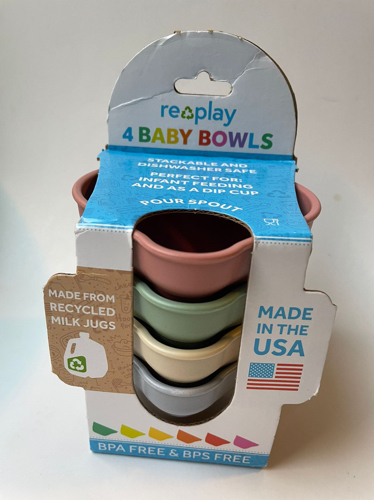 re play
4 BABY BOWLS
STACKABLE AND
DISHWASHER SAFE
PERFECT FOR:
INFANT FEEDING
AND AS A DIP CUP
POUR SPOUT
MADE FROM
RECYCLED
MILK JUGS
MADE
IN THE
USA
BPA FREE & BPS FREE